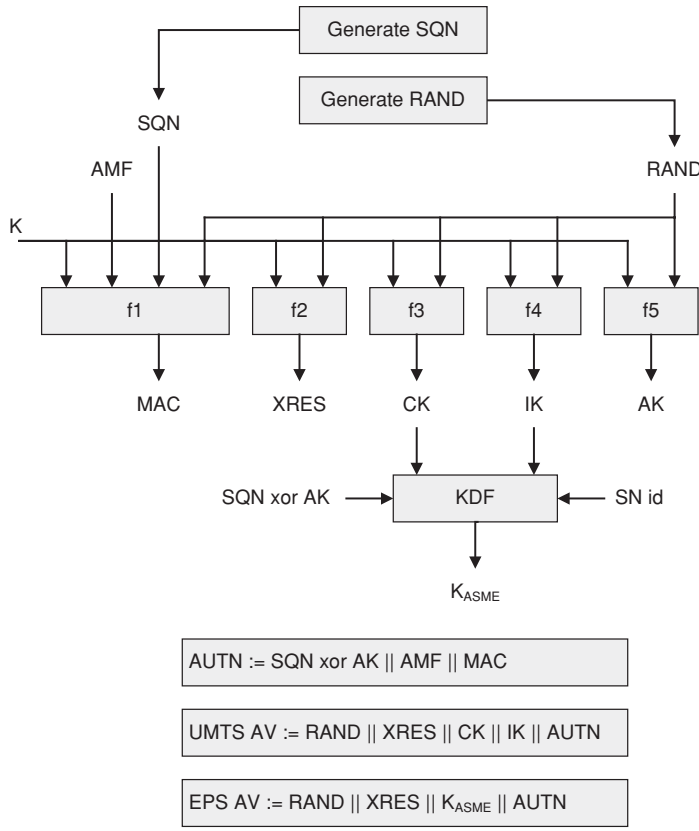 Generate SQN
Generate RAND
SQN
AMF
RAND
K
f1 f2 f3 f4 f5
MAC XRES CK IK AK
SQN xor AK KDF SN id
K_ASME
AUTN := SQN xor AK || AMF || MAC
UMTS AV := RAND || XRES || CK || IK || AUTN
EPS AV := RAND || XRES || K_ASME || AUTN